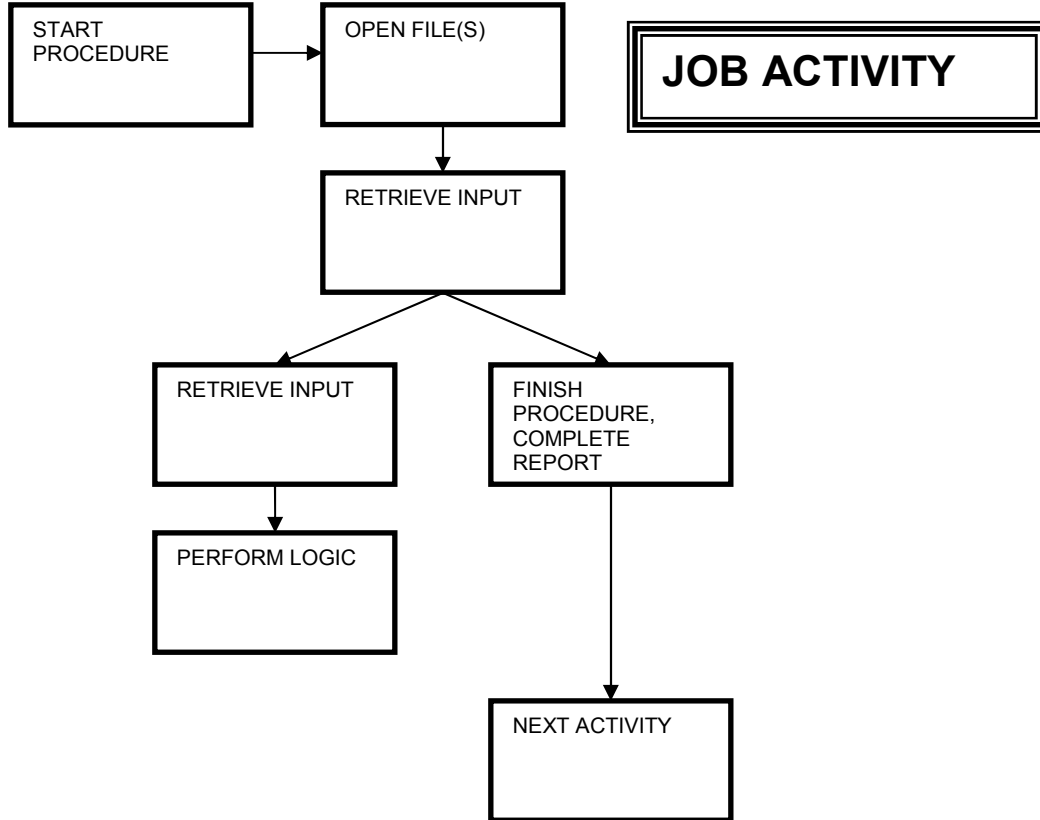 START
PROCEDURE
OPEN FILE(S)
JOB ACTIVITY
RETRIEVE INPUT
RETRIEVE INPUT
FINISH
PROCEDURE,
COMPLETE
REPORT
PERFORM LOGIC
NEXT ACTIVITY